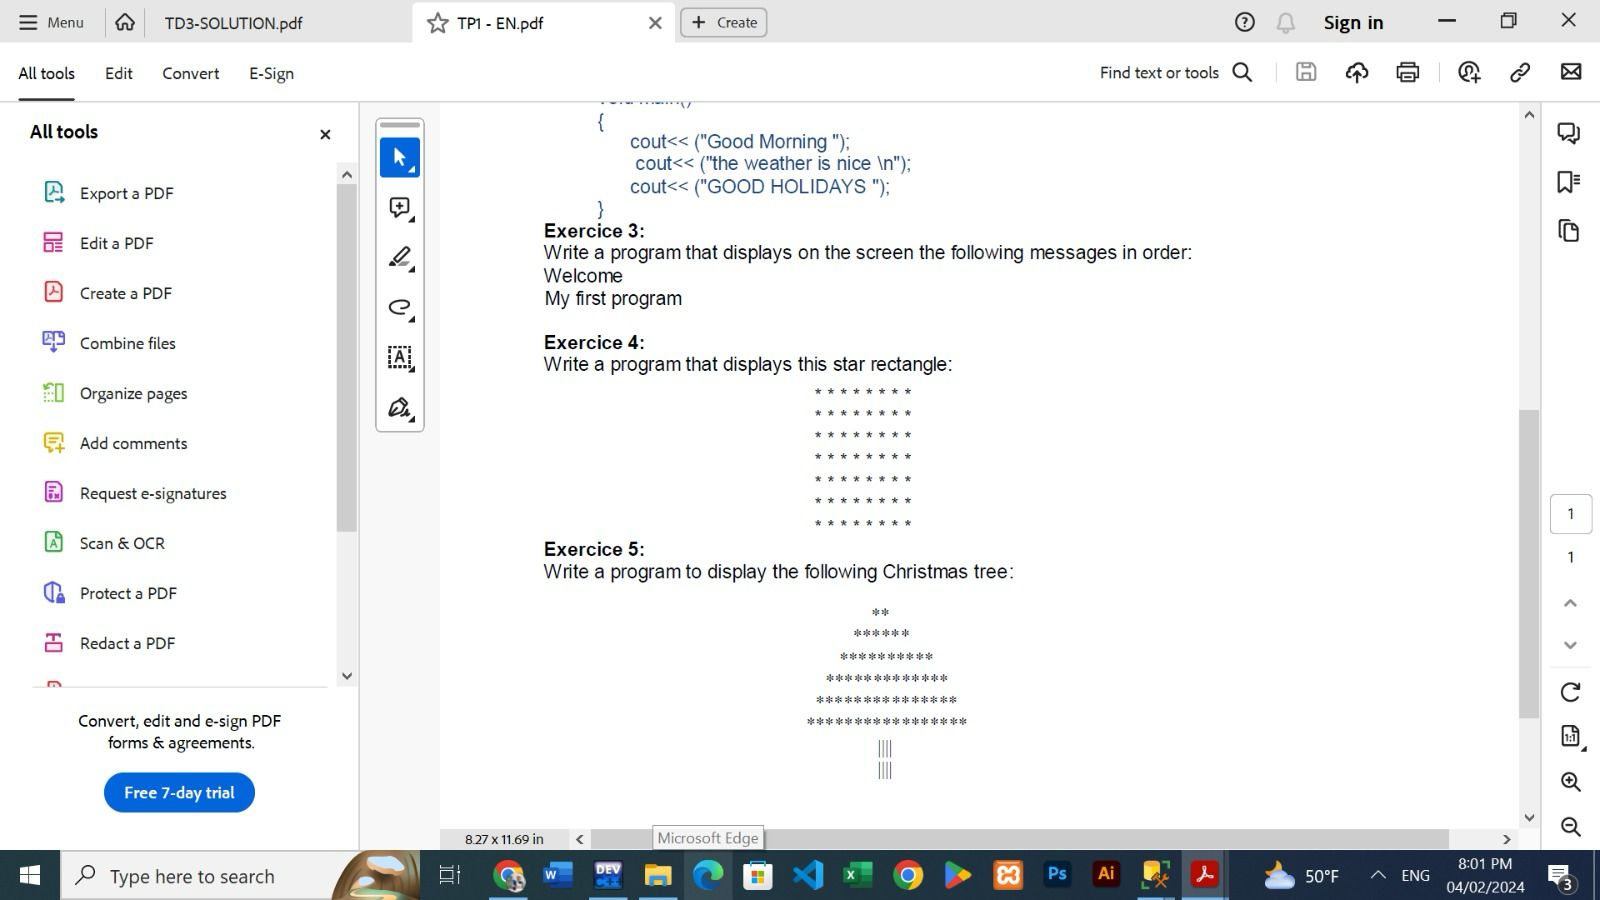 Menu
TD3-SOLUTION.pdf
TP1 - EN.pdf
Create
Sign in
All tools
Edit
Convert
E-Sign
Find text or tools
All tools
Export a PDF
Edit a PDF
Create a PDF
Combine files
Organize pages
Add comments
Request e-signatures
Scan & OCR
Protect a PDF
Redact a PDF
Convert, edit and e-sign PDF
forms & agreements.
Free 7-day trial
{
cout<< ("Good Morning ");
cout<< ("the weather is nice \n");
cout<< ("GOOD HOLIDAYS ");
}
Exercice 3:
Write a program that displays on the screen the following messages in order:
Welcome
My first program
Exercice 4:
Write a program that displays this star rectangle:
* * * * * * * *
* * * * * * * *
* * * * * * * *
* * * * * * * *
* * * * * * * *
* * * * * * * *
* * * * * * * *
Exercice 5:
Write a program to display the following Christmas tree:
**
******
**********
*************
***************
*****************
||||
||||
8.27 x 11.69 in
Microsoft Edge
1
1
1:1
Type here to search
W
DEV
C++
X
Ps
Ai
50°F
ENG
8:01 PM
04/02/2024
3